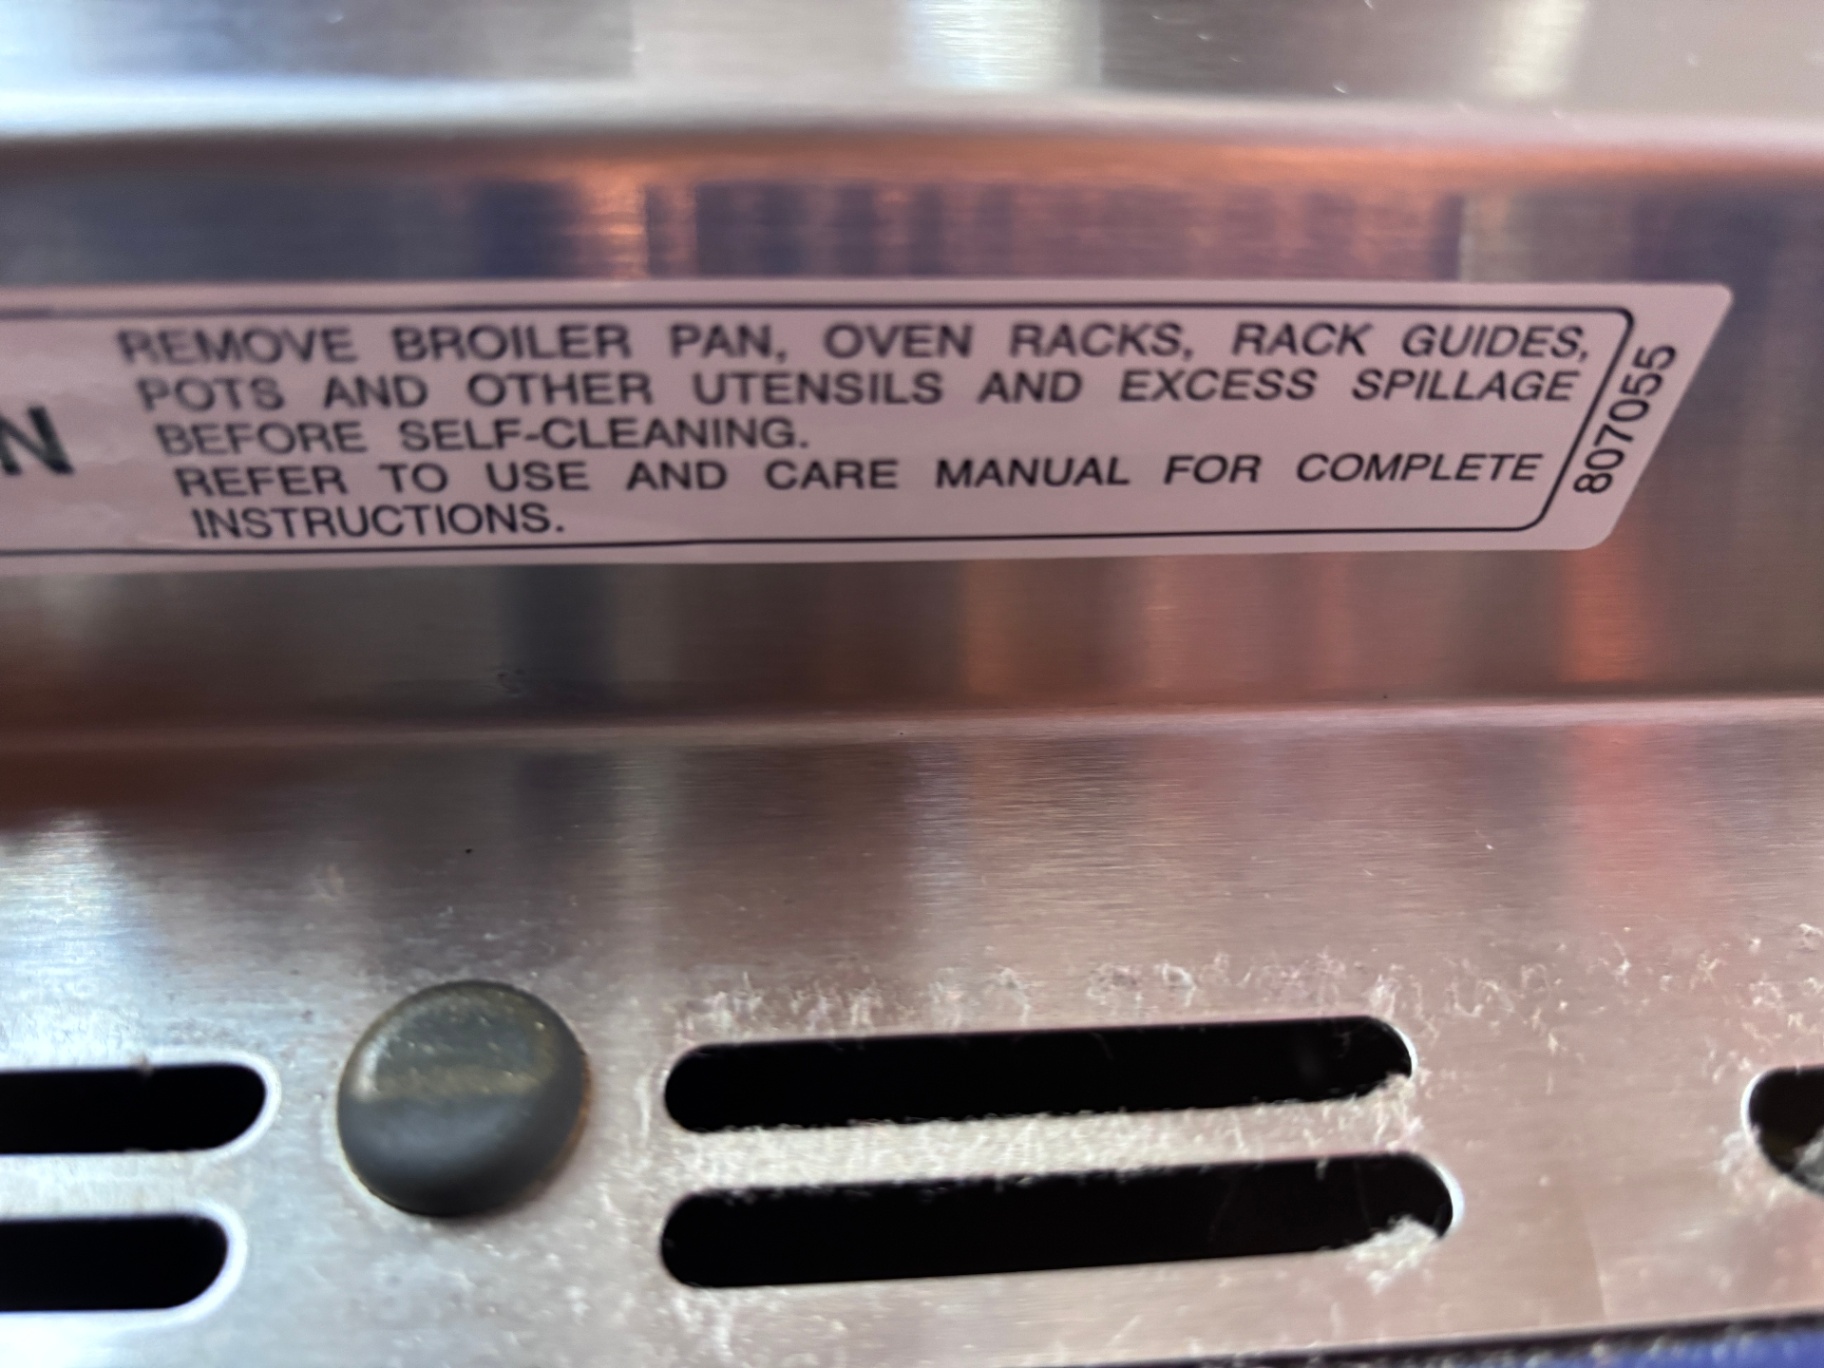 N
REMOVE BROILER PAN, OVEN RACKS, RACK GUIDES,
POTS AND OTHER UTENSILS AND EXCESS SPILLAGE
BEFORE SELF-CLEANING.
REFER TO USE AND CARE MANUAL FOR COMPLETE
INSTRUCTIONS.
807055